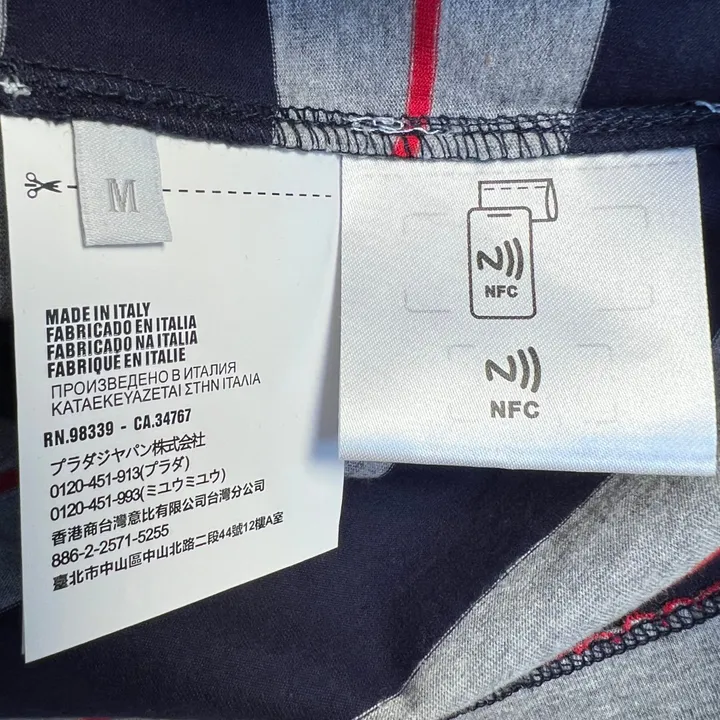 M
MADE IN ITALY
FABRICADO EN ITALIA
FABRICADO NA ITALIA
FABRIQUÉ EN ITALIE
ПРОИЗВЕДЕНО В ИТАЛИЯ
ΚΑΤΑΕΚΕΥΑΖΕΤΑΙ ΣΤΗΝ ΙΤΑΛΙΑ
RN.98339 - CA.34767
プラダジャパン株式会社
0120-451-913(プラダ)
0120-451-993(ミユウミユウ)
香港商台灣意比有限公司台灣分公司
886-2-2571-5255
臺北市中山區中山北路二段44號12樓A室
NFC
NFC